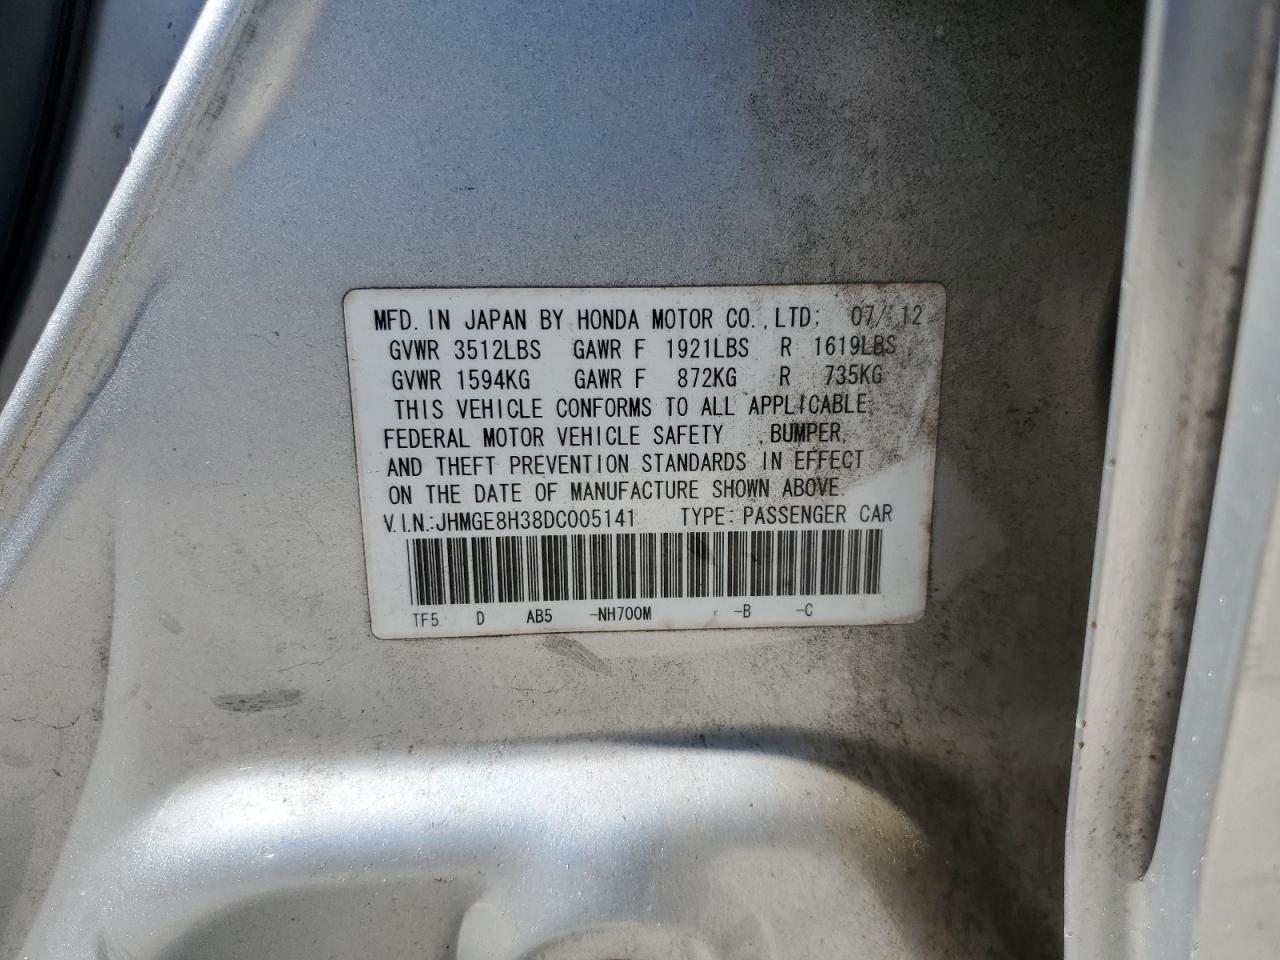 MFD. IN JAPAN BY HONDA MOTOR CO., LTD. 07/12
GVWR 3512LBS GAWR F 1921LBS R 1619LBS
GVWR 1594KG GAWR F 872KG R 735KG
THIS VEHICLE CONFORMS TO ALL APPLICABLE
FEDERAL MOTOR VEHICLE SAFETY , BUMPER,
AND THEFT PREVENTION STANDARDS IN EFFECT
ON THE DATE OF MANUFACTURE SHOWN ABOVE.
V.I.N.:JHMGE8H38DC005141 TYPE: PASSENGER CAR
TF5 D AB5 -NH700M -B -C